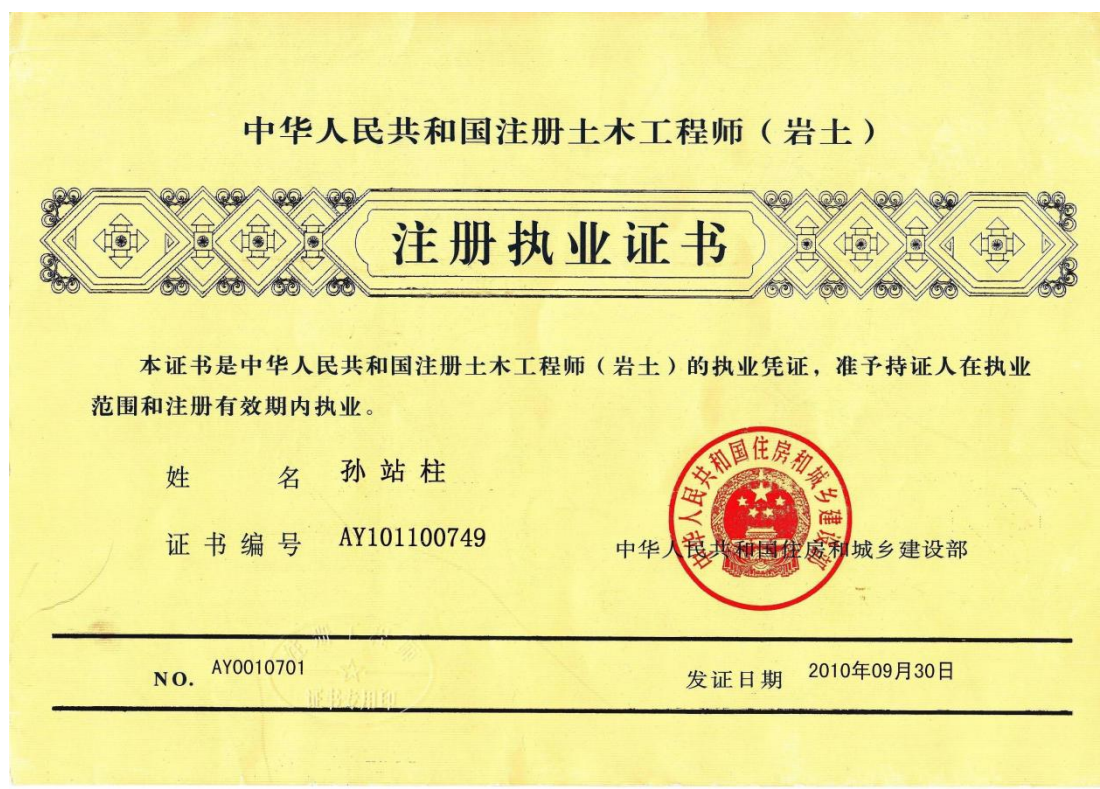 中华人民共和国注册土木工程师（岩土）
注册执业证书
本证书是中华人民共和国注册土木工程师（岩土）的执业凭证，准予持证人在执业
范围和注册有效期内执业。
姓 名 孙站柱
证书编号 AY101100749
中华人民共和国住房和城乡建设部
中华人民共和国住房和城乡建设部
NO. AY0010701
发证日期 2010年09月30日
证书专用印